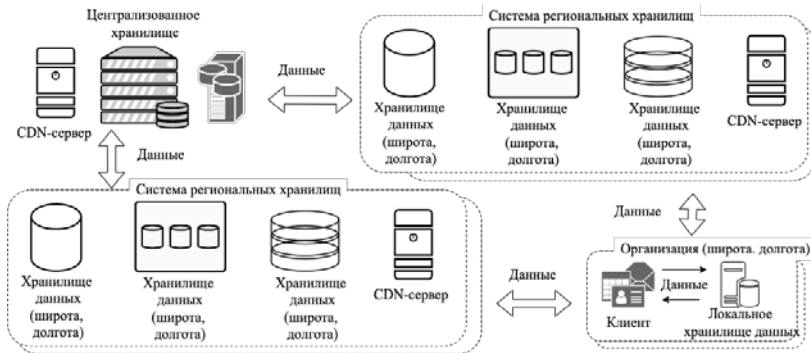 Централизованное
хранилище
CDN-сервер
Данные
Данные
Система региональных хранилищ
Хранилище
данных
(широта,
долгота)
Хранилище
данных
(широта,
долгота)
Хранилище
данных
(широта,
долгота)
CDN-сервер
Система региональных хранилищ
Хранилище
данных
(широта,
долгота)
Хранилище
данных
(широта,
долгота)
Хранилище
данных
(широта,
долгота)
CDN-сервер
Данные
Данные
Организация (широта. долгота)
Данные
Клиент
Локальное
хранилище данных